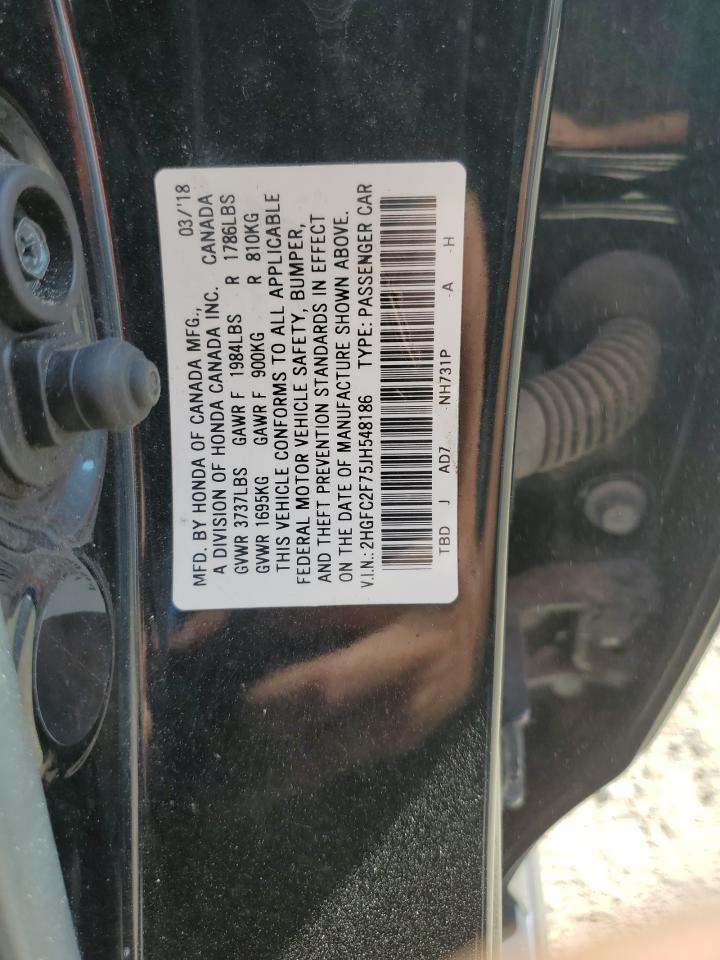 MFD. BY HONDA OF CANADA MFG., 03/'18
A DIVISION OF HONDA CANADA INC. CANADA
GVWR 3737LBS GAWR F 1984LBS R 1786LBS
GVWR 1695KG GAWR F 900KG R 810KG
THIS VEHICLE CONFORMS TO ALL APPLICABLE
FEDERAL MOTOR VEHICLE SAFETY, BUMPER,
AND THEFT PREVENTION STANDARDS IN EFFECT
ON THE DATE OF MANUFACTURE SHOWN ABOVE.
V.I.N.: 2HGFC2F75JH548186 TYPE: PASSENGER CAR
TBD J AD7 -NH731P -A -H